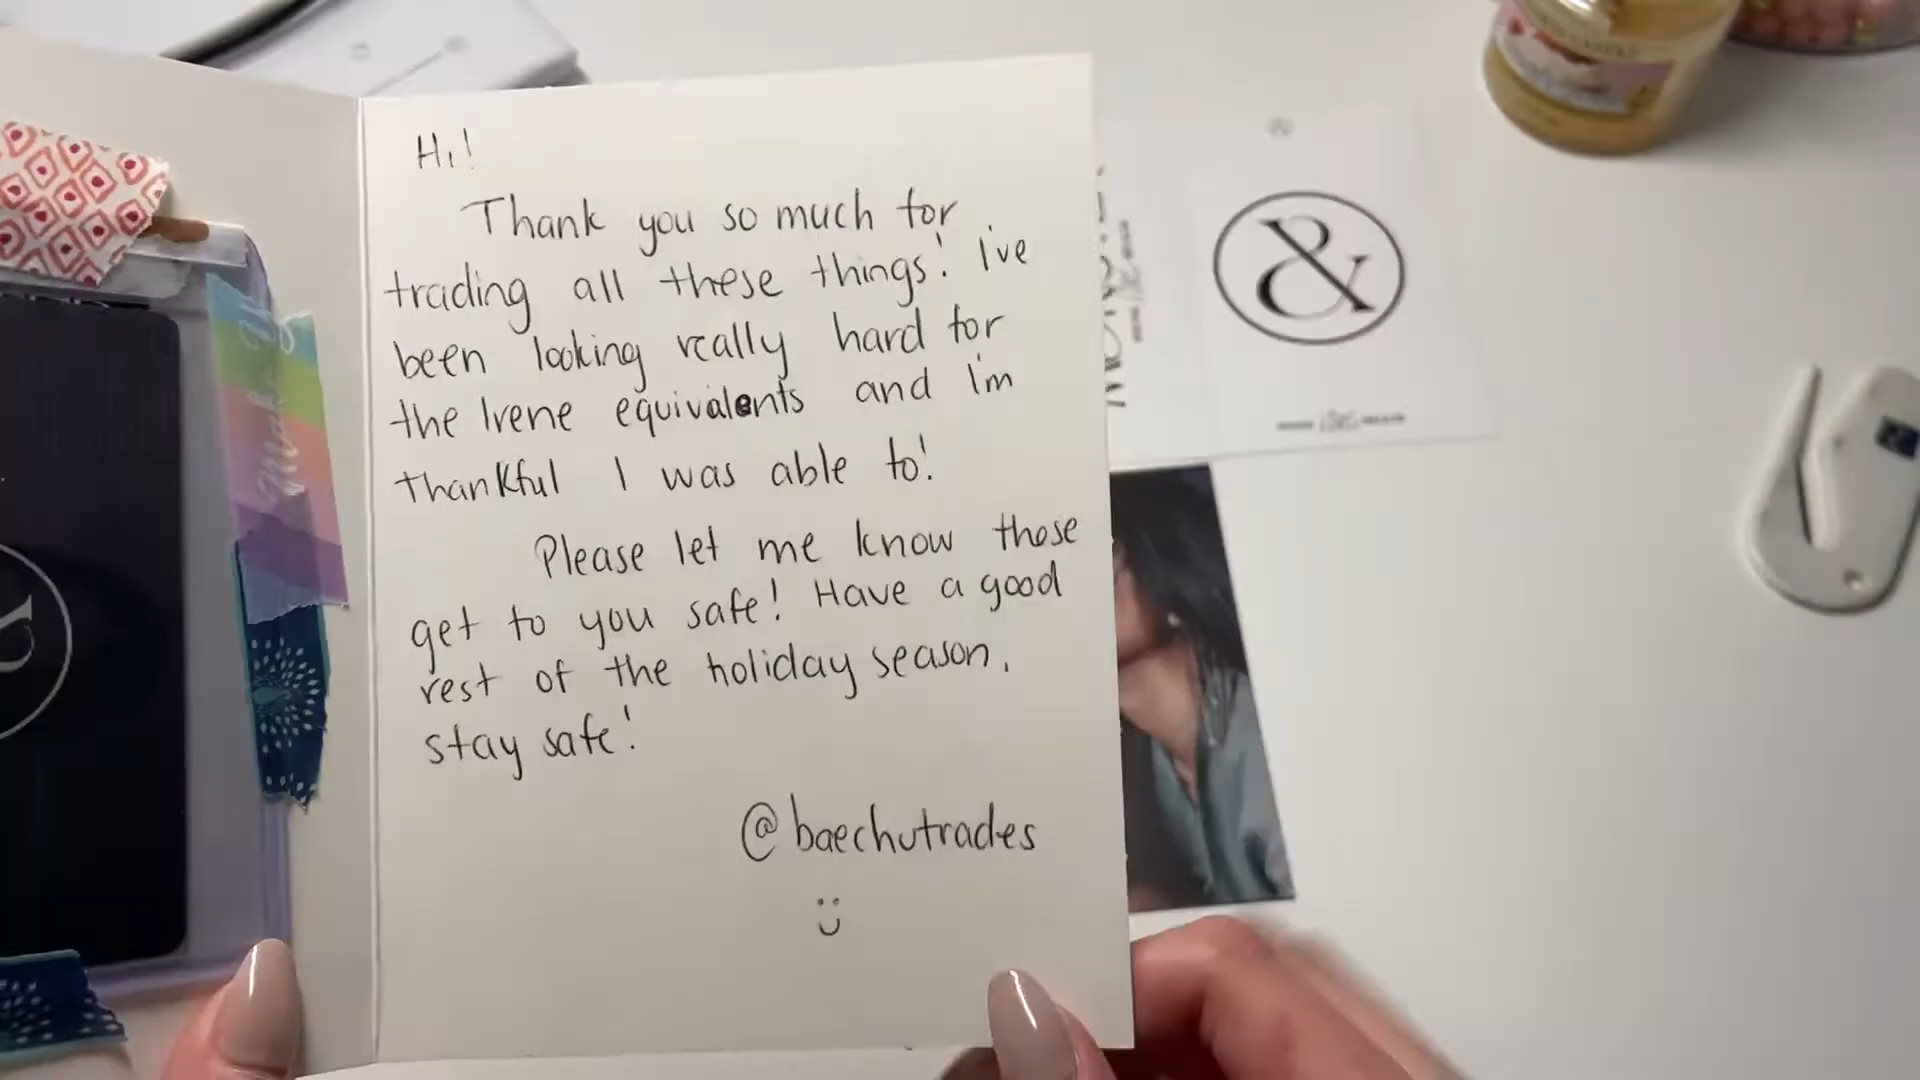 Hi!
Thank you so much for
trading all these things! I've
been looking really hard for
the Irene equivalents and I'm
thankful I was able to!
Please let me know these
get to you safe! Have a good
rest of the holiday season.
stay safe!
@baechutrades
:)
&